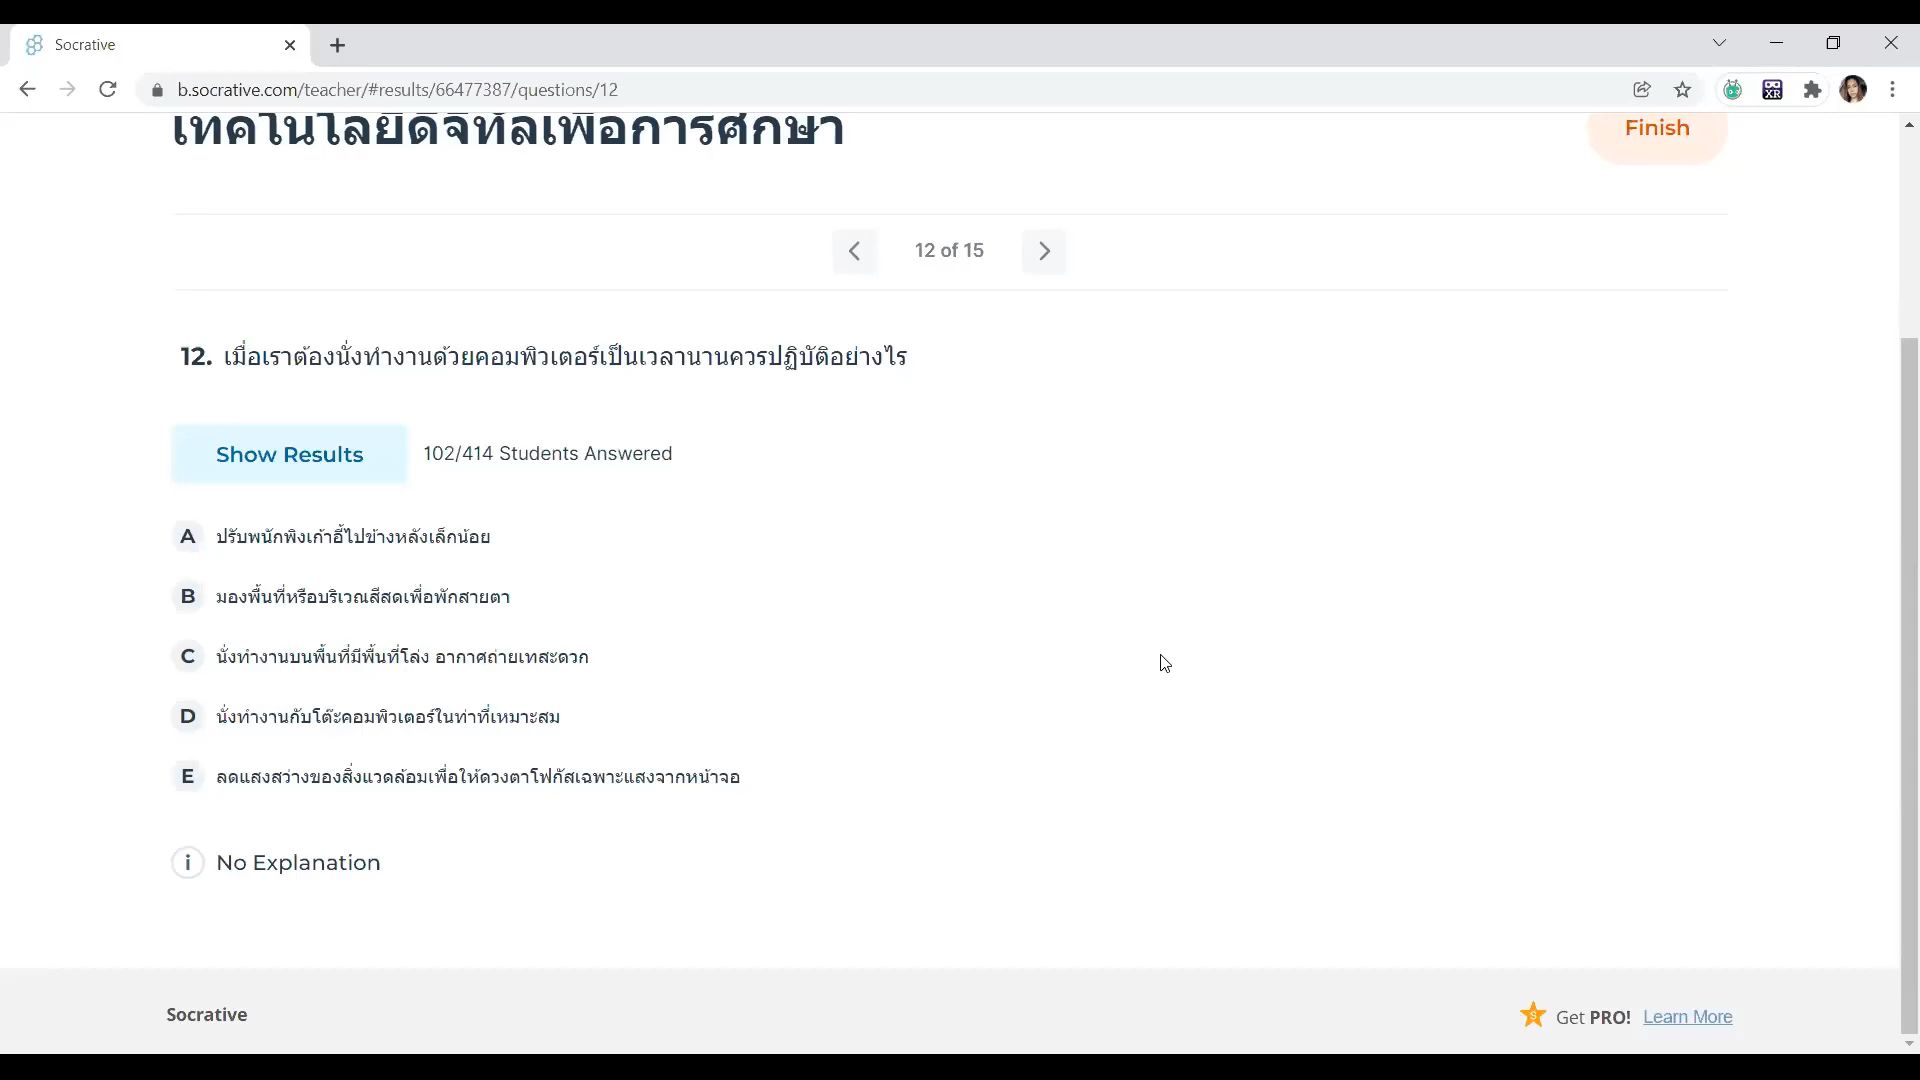 Socrative
b.socrative.com/teacher/#results/66477387/questions/12
XR
เทคโนโลยีดิจิทัลเพื่อการศึกษา
Finish
12 of 15
12. เมื่อเราต้องนั่งทำงานด้วยคอมพิวเตอร์เป็นเวลานานควรปฏิบัติอย่างไร
Show Results 102/414 Students Answered
A ปรับพนักพิงเก้าอี้ไปข้างหลังเล็กน้อย
B มองพื้นที่หรือบริเวณสีสดเพื่อพักสายตา
C นั่งทำงานบนพื้นที่มีพื้นที่โล่ง อากาศถ่ายเทสะดวก
D นั่งทำงานกับโต๊ะคอมพิวเตอร์ในท่าที่เหมาะสม
E ลดแสงสว่างของสิ่งแวดล้อมเพื่อให้ดวงตาโฟกัสเฉพาะแสงจากหน้าจอ
i No Explanation
Socrative
S Get PRO! Learn More